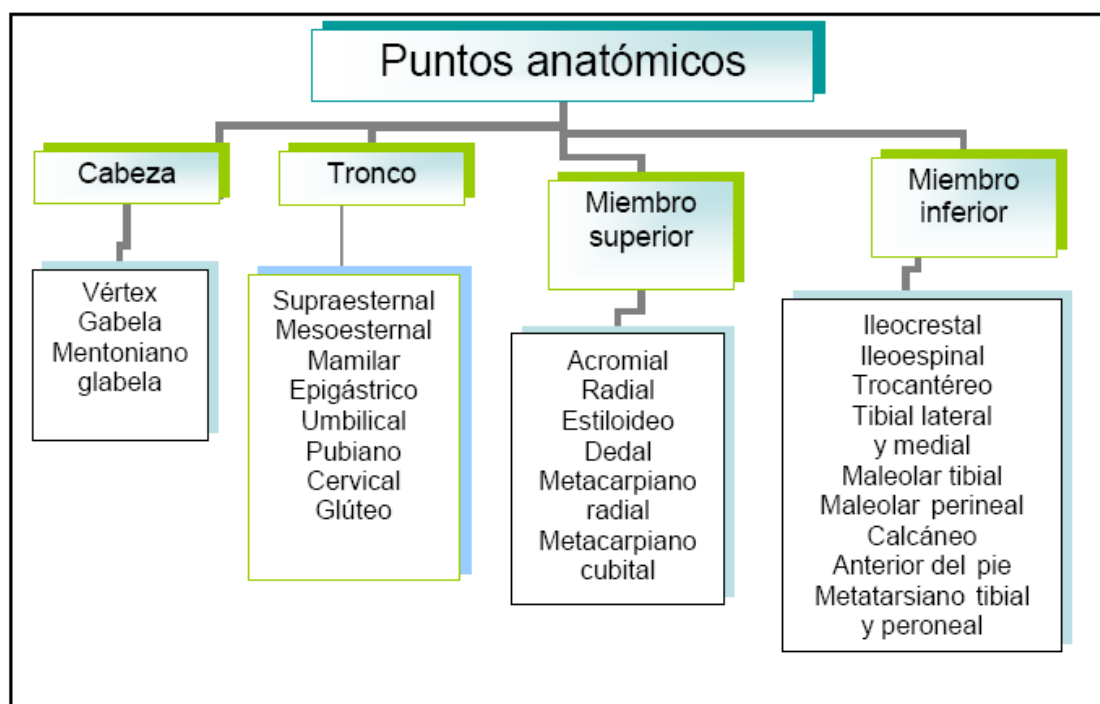 Puntos anatómicos
Cabeza
Vértex
Gabela
Mentoniano
glabela
Tronco
Supraesternal
Mesoesternal
Mamilar
Epigástrico
Umbilical
Pubiano
Cervical
Glúteo
Miembro
superior
Acromial
Radial
Estiloideo
Dedal
Metacarpiano
radial
Metacarpiano
cubital
Miembro
inferior
Ileocrestal
Ileoespinal
Trocantéreo
Tibial lateral
y medial
Maleolar tibial
Maleolar perineal
Calcáneo
Anterior del pie
Metatarsiano tibial
y peroneal